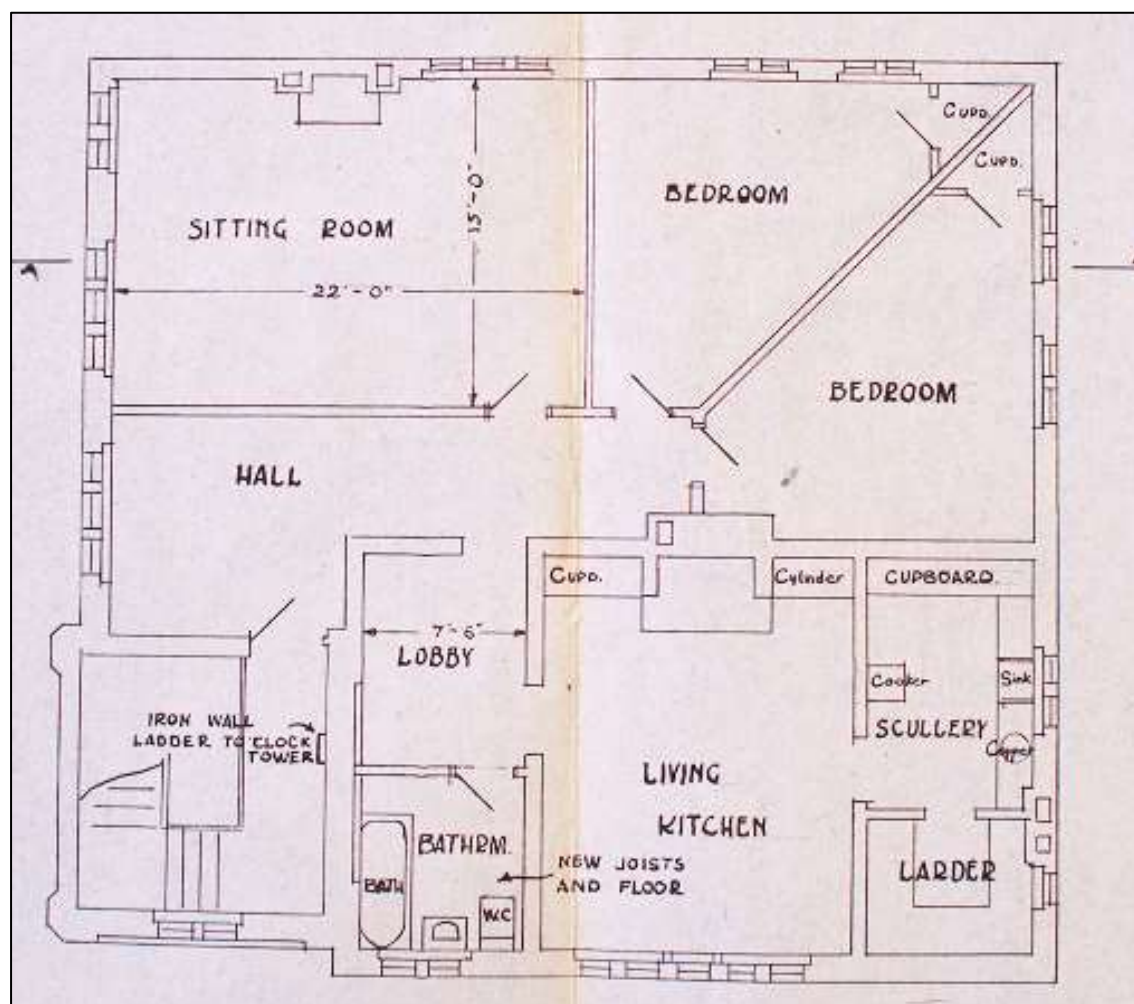 CUPD.
CUPD.
BEDROOM
SITTING ROOM
15'-0"
A
22'-0"
BEDROOM
HALL
CUPD.
Cylinder
CUPBOARD.
7'-6"
LOBBY
Cooker
Sink
IRON WALL
LADDER TO CLOCK
TOWER
SCULLERY
Copper
LIVING
KITCHEN
BATHRM.
NEW JOISTS
AND FLOOR
LARDER
BATH
W.C